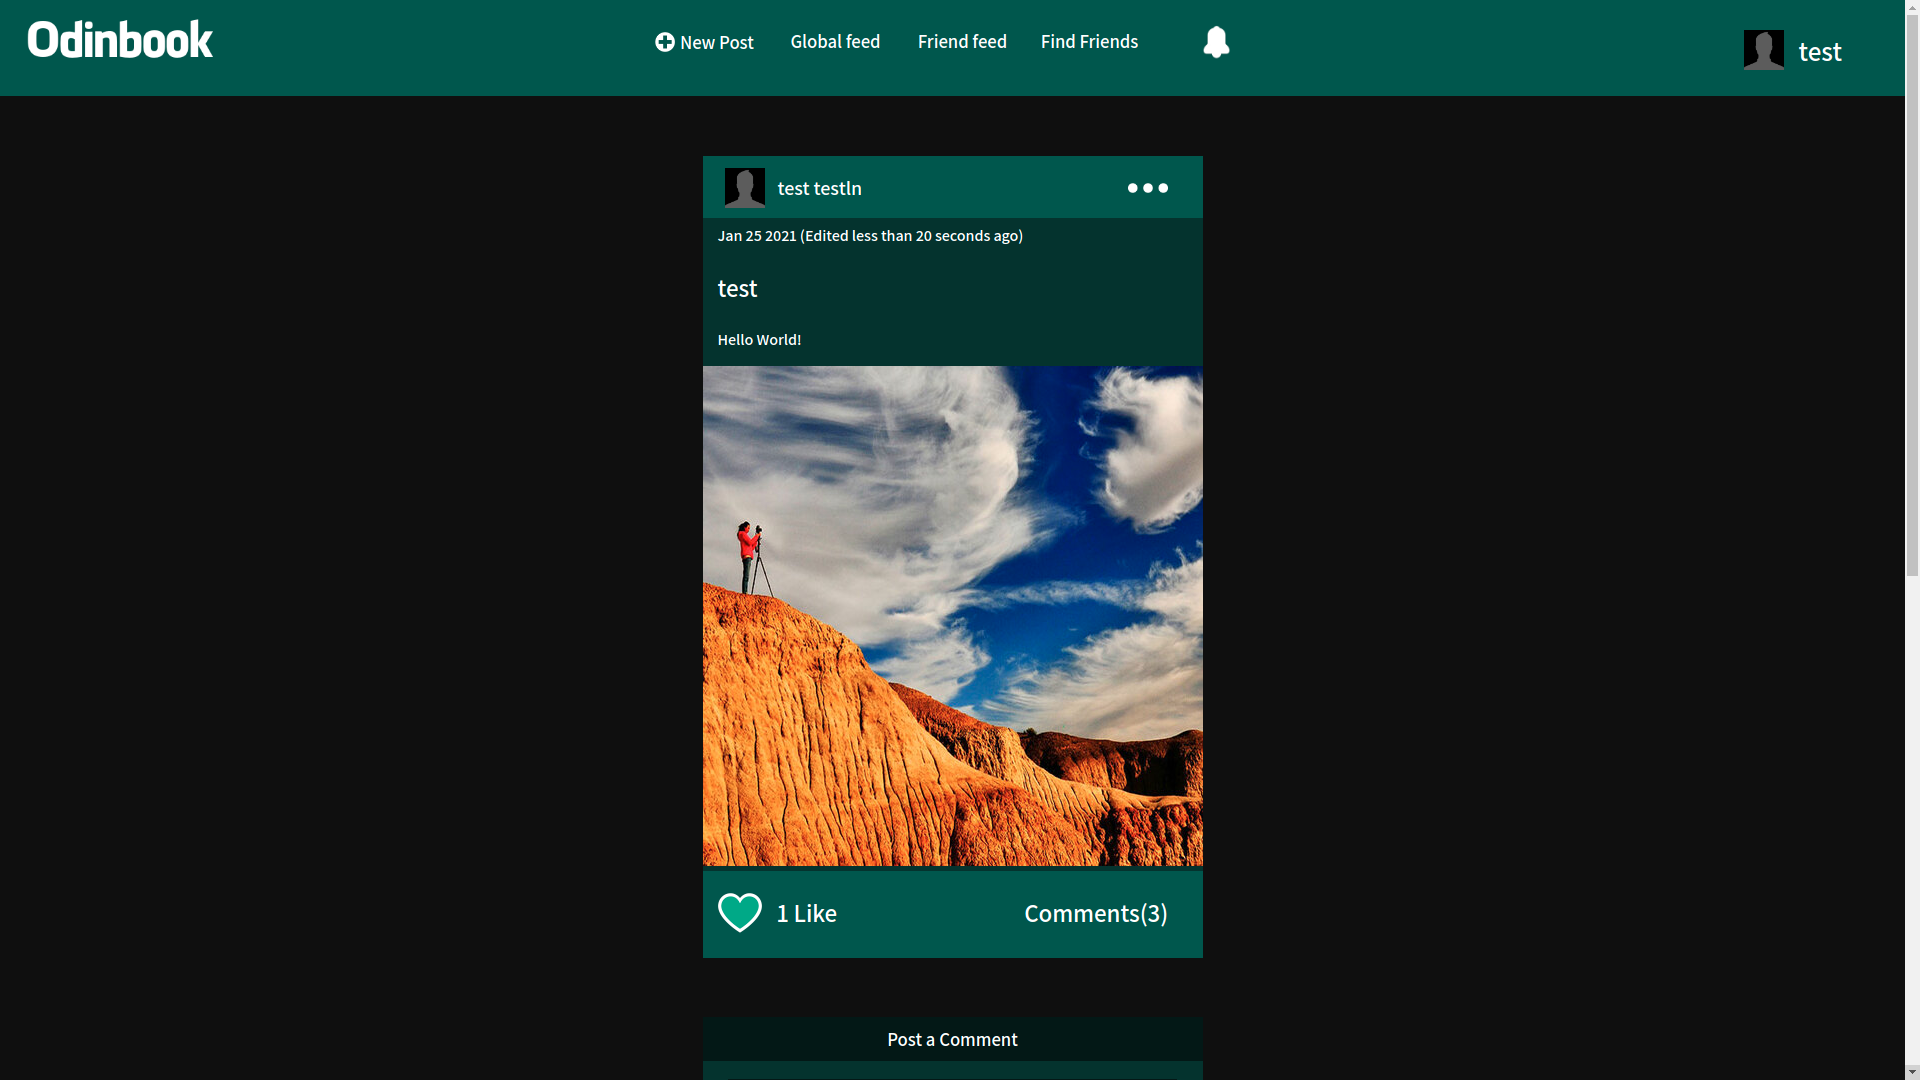 Odinbook
New Post Global feed Friend feed Find Friends
test
test testln
Jan 25 2021 (Edited less than 20 seconds ago)
test
Hello World!
1 Like Comments(3)
Post a Comment